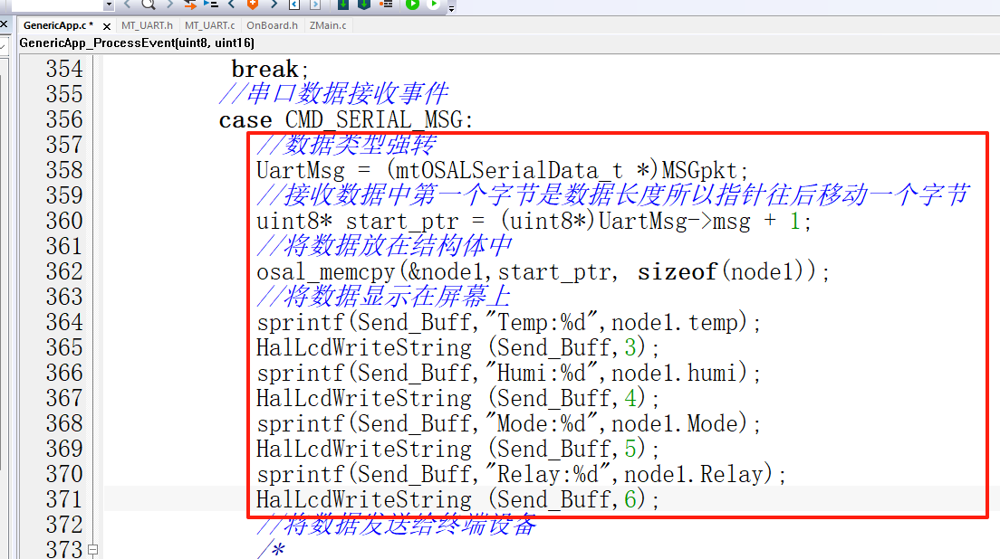 GenericApp.c * MT_UART.h MT_UART.c OnBoard.h ZMain.c
GenericApp_ProcessEvent(uint8, uint16)
354 break;
355 //串口数据接收事件
356 case CMD_SERIAL_MSG:
357 //数据类型强转
358 UartMsg = (mtOSALSerialData_t *)MSGpkt;
359 //接收数据中第一个字节是数据长度所以指针往后移动一个字节
360 uint8* start_ptr = (uint8*)UartMsg->msg + 1;
361 //将数据放在结构体中
362 osal_memcpy(&node1,start_ptr, sizeof(node1));
363 //将数据显示在屏幕上
364 sprintf(Send_Buff,"Temp:%d",node1.temp);
365 HalLcdWriteString (Send_Buff,3);
366 sprintf(Send_Buff,"Humi:%d",node1.humi);
367 HalLcdWriteString (Send_Buff,4);
368 sprintf(Send_Buff,"Mode:%d",node1.Mode);
369 HalLcdWriteString (Send_Buff,5);
370 sprintf(Send_Buff,"Relay:%d",node1.Relay);
371 HalLcdWriteString (Send_Buff,6);
372 //将数据发送给终端设备
373 /*